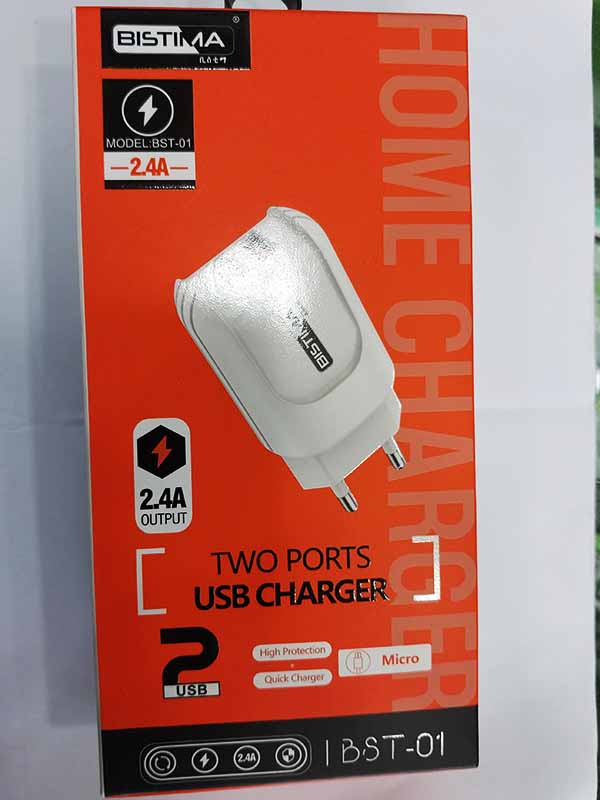 BISTIMA
®
ቢስቲማ
MODEL:BST-01
2.4A
HOME CHARGER
BISTIMA
2.4A
OUTPUT
TWO PORTS
USB CHARGER
2
USB
High Protection
+
Quick Charger
Micro
2.4A
BST-01